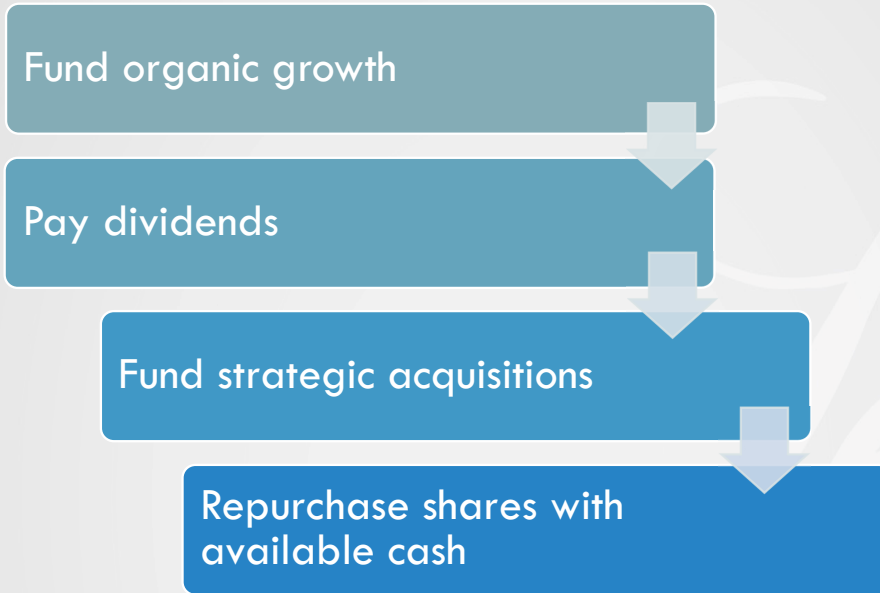 Fund organic growth
Pay dividends
Fund strategic acquisitions
Repurchase shares with
available cash